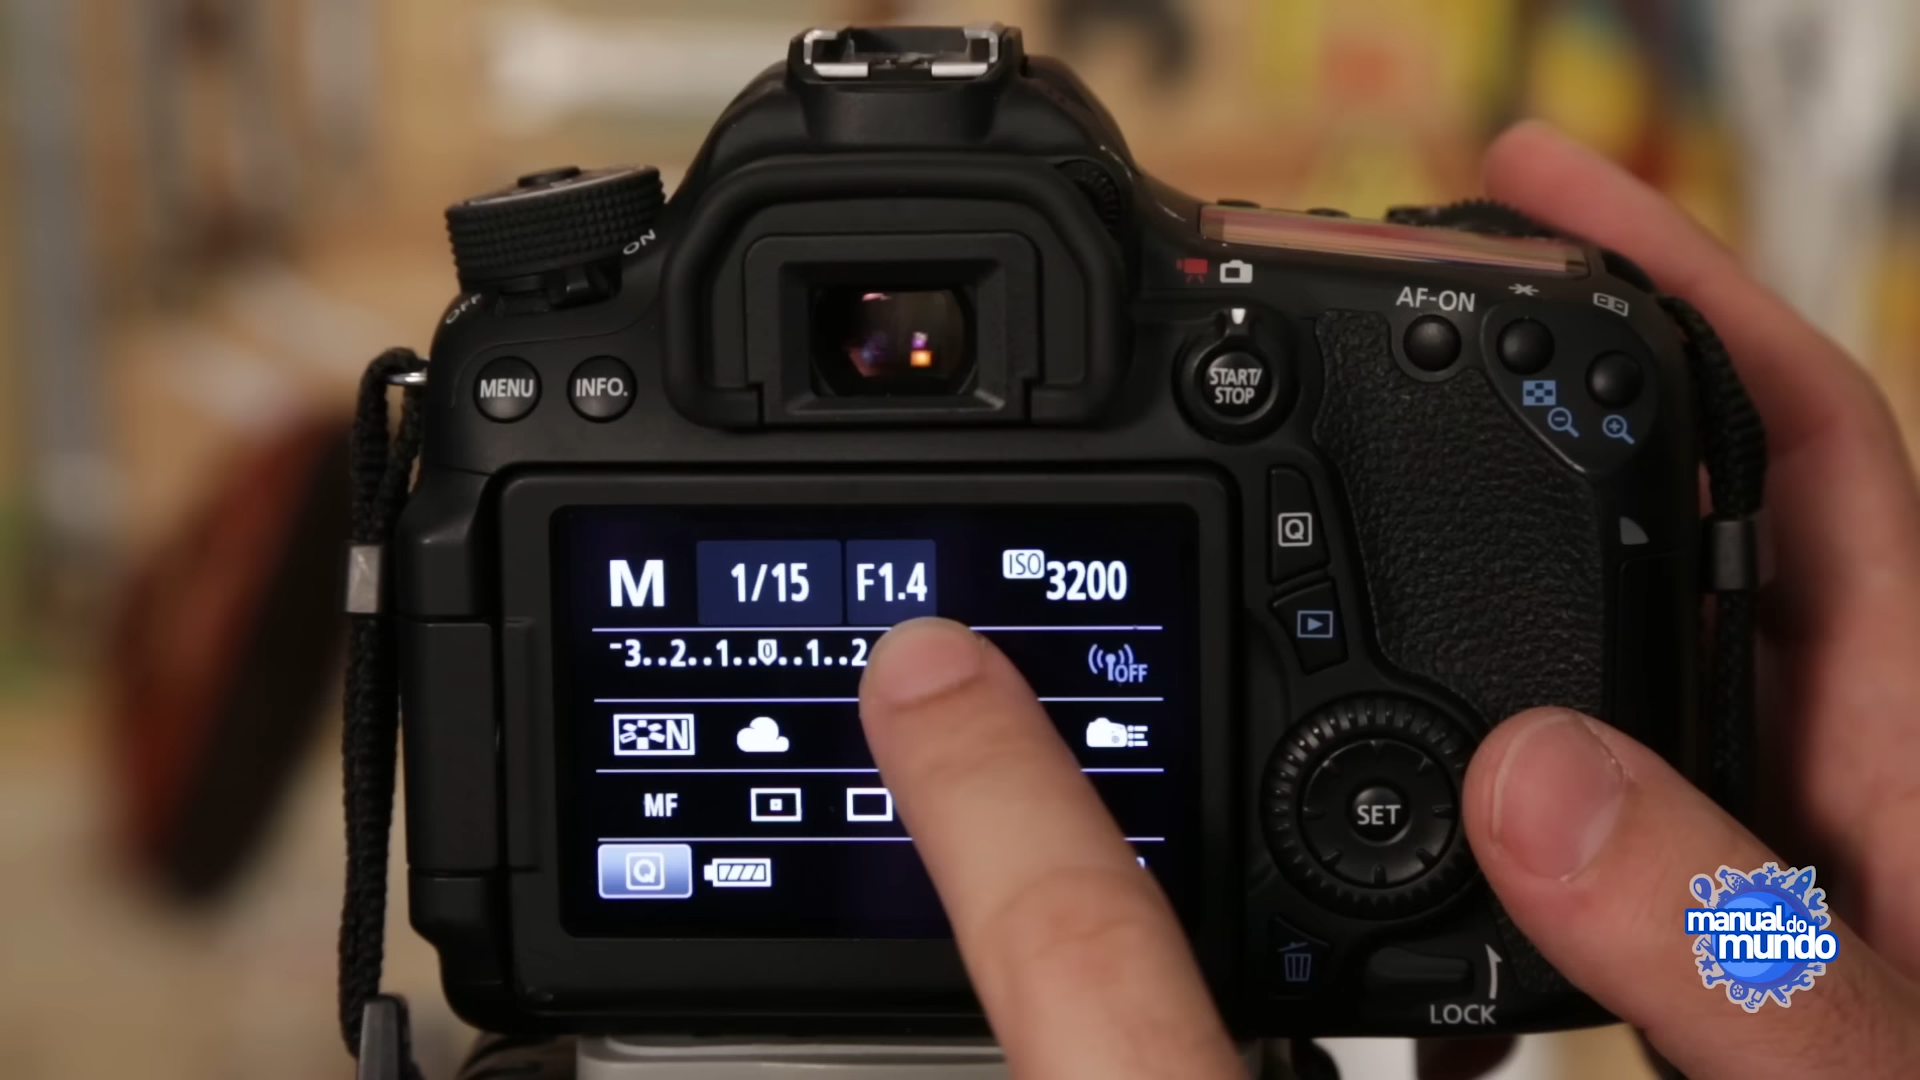 ON
OFF
MENU
INFO.
START/
STOP
AF-ON
Q
M
1/15
F1.4
ISO
3200
-3..2..1..0..1..2
OFF
N
MF
Q
SET
LOCK
manual do
mundo